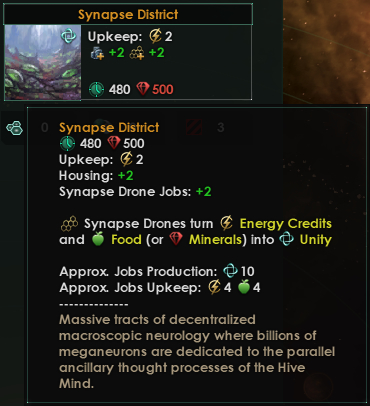 Synapse District
Upkeep: 2
+2 +2
480 500
0 3
Synapse District
480 500
Upkeep: 2
Housing: +2
Synapse Drone Jobs: +2
Synapse Drones turn Energy Credits
and Food (or Minerals) into Unity
Approx. Jobs Production: 10
Approx. Jobs Upkeep: 4 4
--------------
Massive tracts of decentralized
macroscopic neurology where billions of
meganeurons are dedicated to the parallel
ancillary thought processes of the Hive
Mind.